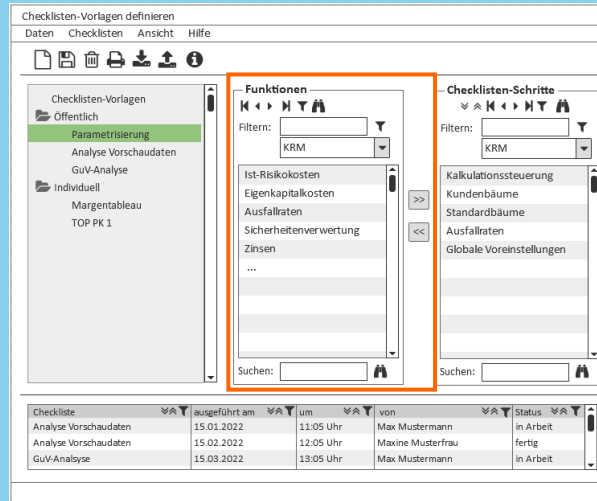 Checklisten-Vorlagen definieren
Daten Checklisten Ansicht Hilfe
Checklisten-Vorlagen
Öffentlich
Parametrisierung
Analyse Vorschaudaten
GuV-Analyse
Individuell
Margentableau
TOP PK 1
Funktionen
Filtern:
KRM
Ist-Risikokosten
Eigenkapitalkosten
Ausfallraten
Sicherheitenverwertung
Zinsen
...
Suchen:
>>
<<
Checklisten-Schritte
Filtern:
KRM
Kalkulationssteuerung
Kundenbäume
Standardbäume
Ausfallraten
Globale Voreinstellungen
Suchen:
Checkliste ausgeführt am um von Status
Analyse Vorschaudaten 15.01.2022 11:05 Uhr Max Mustermann in Arbeit
Analyse Vorschaudaten 15.02.2022 12:05 Uhr Maxine Musterfrau fertig
GuV-Analsyse 15.03.2022 13:05 Uhr Max Mustermann in Arbeit